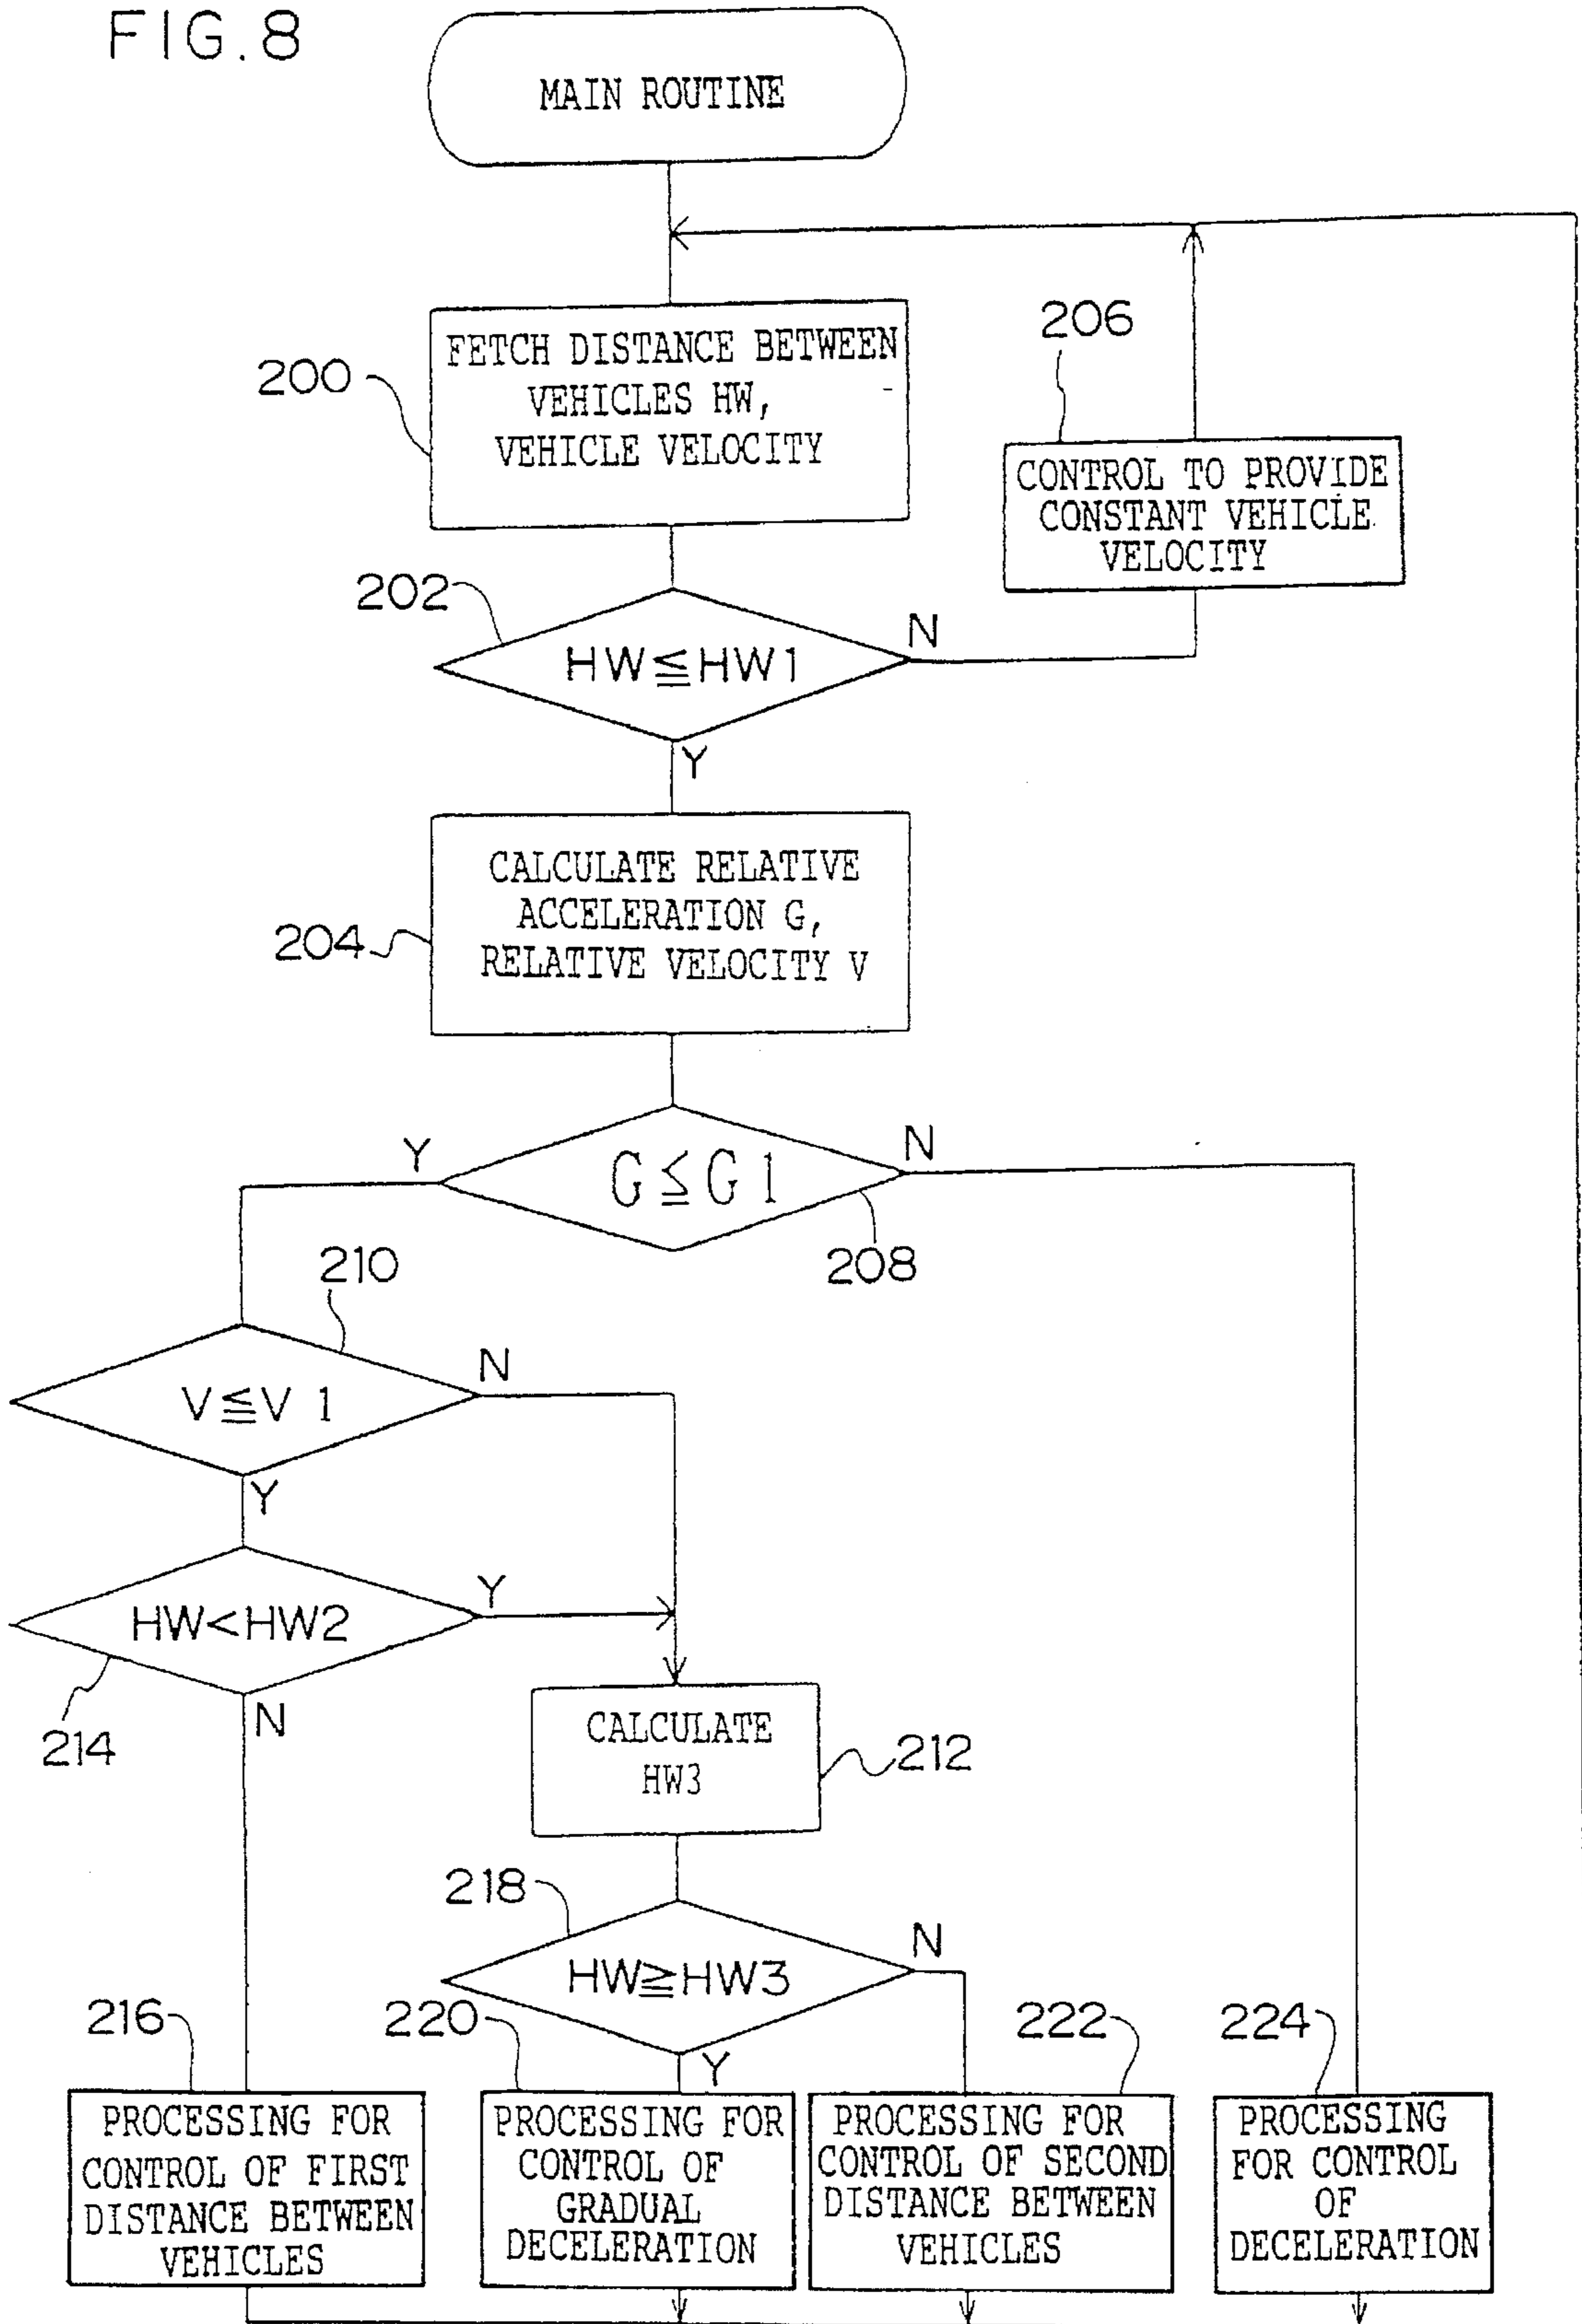 FIG.8
MAIN ROUTINE
200
FETCH DISTANCE BETWEEN
VEHICLES HW,
VEHICLE VELOCITY
206
CONTROL TO PROVIDE
CONSTANT VEHICLE
VELOCITY
202
HW≦HW1
N
Y
204
CALCULATE RELATIVE
ACCELERATION G,
RELATIVE VELOCITY V
Y
G≦G1
N
208
210
V≦V1
N
Y
HW<HW2
Y
214
N
CALCULATE
HW3
212
218
HW≧HW3
N
Y
216
PROCESSING FOR
CONTROL OF FIRST
DISTANCE BETWEEN
VEHICLES
220
PROCESSING FOR
CONTROL OF
GRADUAL
DECELERATION
222
PROCESSING FOR
CONTROL OF SECOND
DISTANCE BETWEEN
VEHICLES
224
PROCESSING
FOR CONTROL
OF
DECELERATION